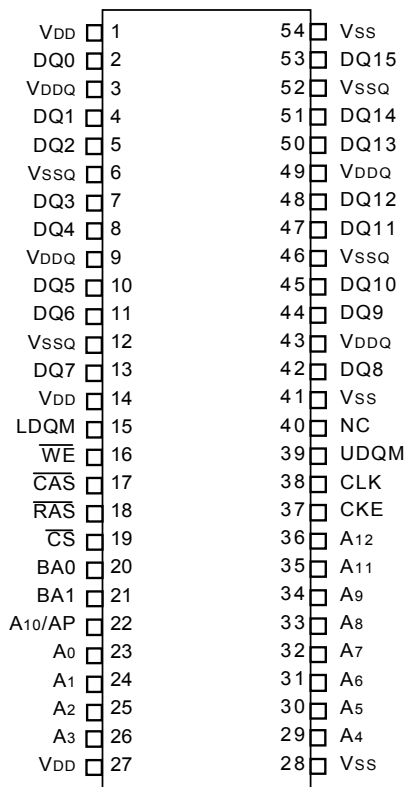 VDD 1 54 VSS
DQ0 2 53 DQ15
VDDQ 3 52 VSSQ
DQ1 4 51 DQ14
DQ2 5 50 DQ13
VSSQ 6 49 VDDQ
DQ3 7 48 DQ12
DQ4 8 47 DQ11
VDDQ 9 46 VSSQ
DQ5 10 45 DQ10
DQ6 11 44 DQ9
VSSQ 12 43 VDDQ
DQ7 13 42 DQ8
VDD 14 41 VSS
LDQM 15 40 NC
WE 16 39 UDQM
CAS 17 38 CLK
RAS 18 37 CKE
CS 19 36 A12
BA0 20 35 A11
BA1 21 34 A9
A10/AP 22 33 A8
A0 23 32 A7
A1 24 31 A6
A2 25 30 A5
A3 26 29 A4
VDD 27 28 VSS